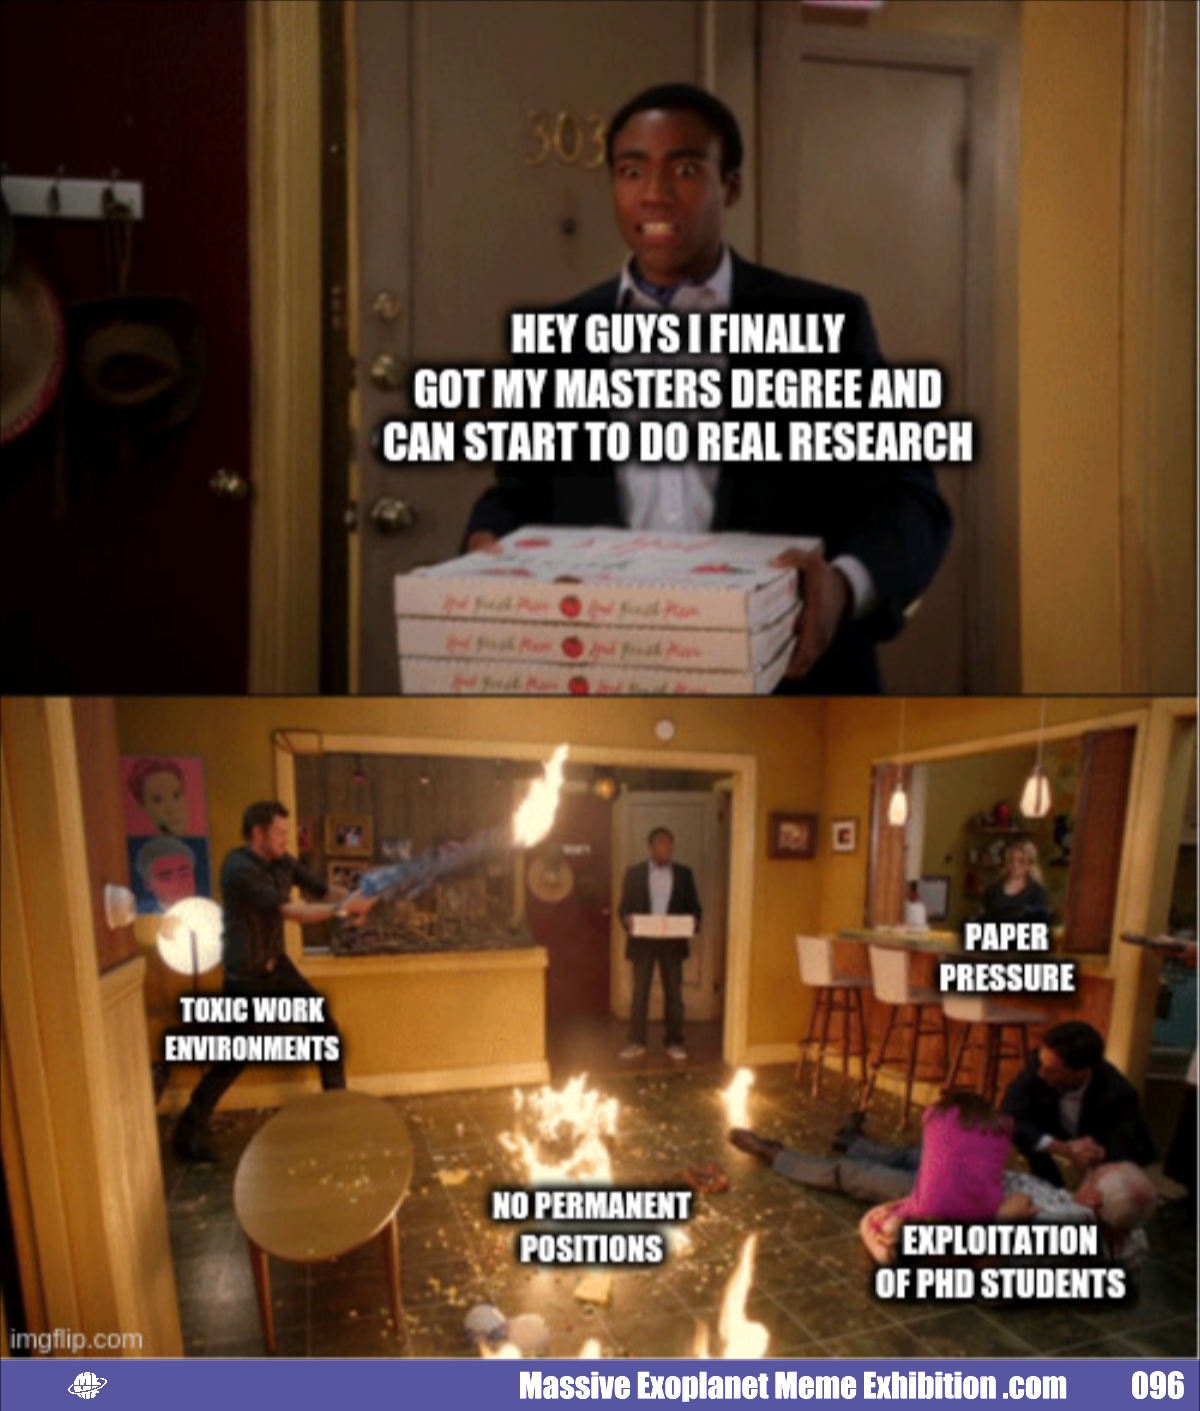 303
HEY GUYS I FINALLY
GOT MY MASTERS DEGREE AND
CAN START TO DO REAL RESEARCH
PAPER
PRESSURE
TOXIC WORK
ENVIRONMENTS
NO PERMANENT
POSITIONS
EXPLOITATION
OF PHD STUDENTS
imgflip.com
Massive Exoplanet Meme Exhibition .com 096